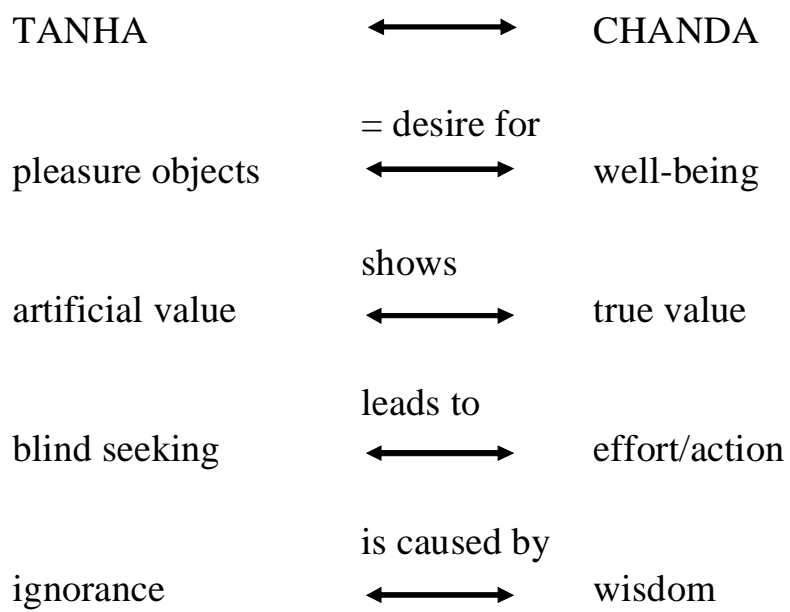 TANHA CHANDA
= desire for
pleasure objects well-being
shows
artificial value true value
leads to
blind seeking effort/action
is caused by
ignorance wisdom